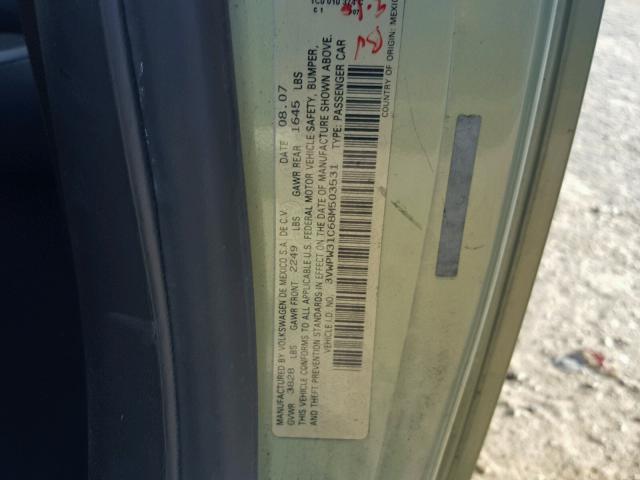 MANUFACTURED BY VOLKSWAGEN DE MEXICO S.A. DE C.V. DATE 08.07
GVWR 3828 LBS GAWR FRONT 2249 LBS GAWR REAR 1645 LBS
THIS VEHICLE CONFORMS TO ALL APPLICABLE U.S. FEDERAL MOTOR VEHICLE SAFETY, BUMPER,
AND THEFT PREVENTION STANDARDS IN EFFECT ON THE DATE OF MANUFACTURE SHOWN ABOVE.
VEHICLE I.D. NO.: 3VWPW31C68M503531 TYPE: PASSENGER CAR
COUNTRY OF ORIGIN: MEXICO